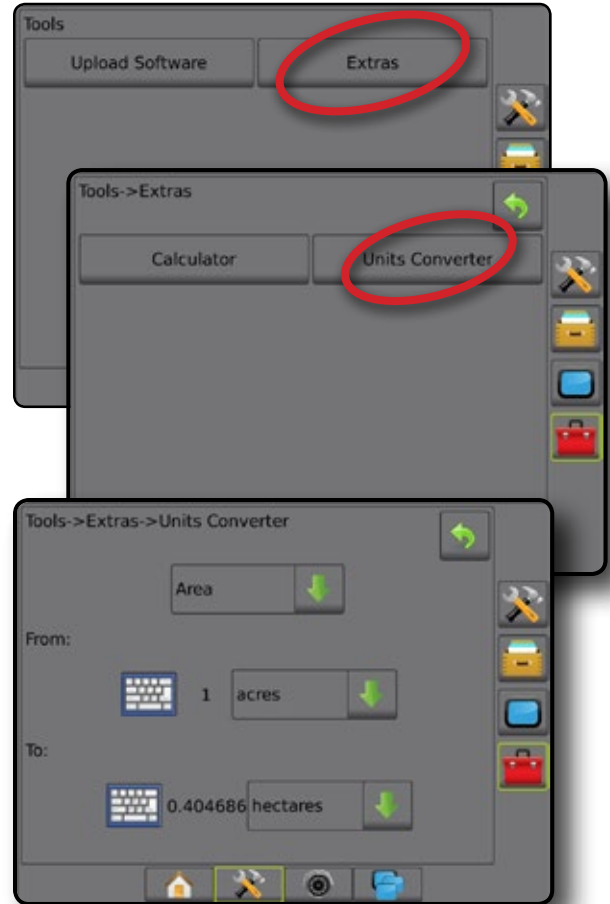 Tools
Upload Software Extras
Tools->Extras
Calculator Units Converter
Tools->Extras->Units Converter
Area
From:
1 acres
To:
0.404686 hectares